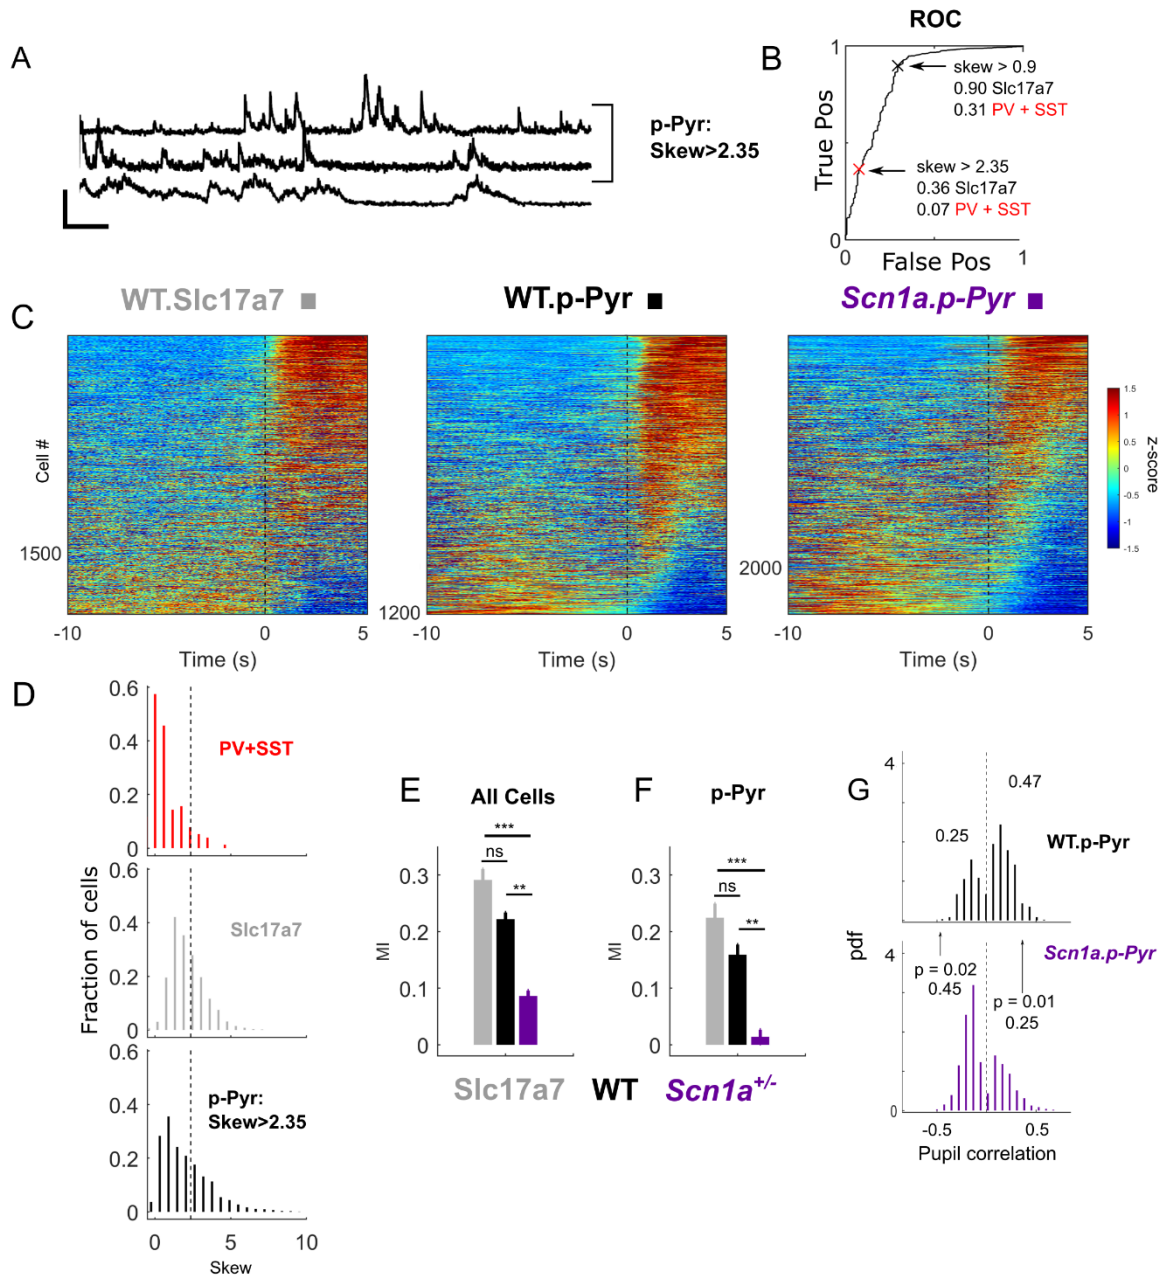 A
p-Pyr:
Skew>2.35
B
ROC
True Pos
1
0
skew > 0.9
0.90 Slc17a7
0.31 PV + SST
skew > 2.35
0.36 Slc17a7
0.07 PV + SST
0
1
False Pos
C
WT.Slc17a7
WT.p-Pyr
Scn1a.p-Pyr
Cell #
1500
1200
2000
-10
0
5
Time (s)
-10
0
5
Time (s)
-10
0
5
Time (s)
1.5
1
0.5
0
-0.5
-1
-1.5
z-score
D
Fraction of cells
0.6
0.4
0.2
0
PV+SST
0.6
0.4
0.2
0
Slc17a7
0.6
0.4
0.2
0
p-Pyr:
Skew>2.35
0
5
10
Skew
E
All Cells
MI
0.3
0.2
0.1
0
***
ns
**
F
p-Pyr
MI
0.3
0.2
0.1
0
***
ns
**
Slc17a7
WT
Scn1a+/-
G
pdf
4
0
0.47
0.25
WT.p-Pyr
Scn1a.p-Pyr
4
0
p = 0.02
0.45
p = 0.01
0.25
-0.5
0.5
Pupil correlation